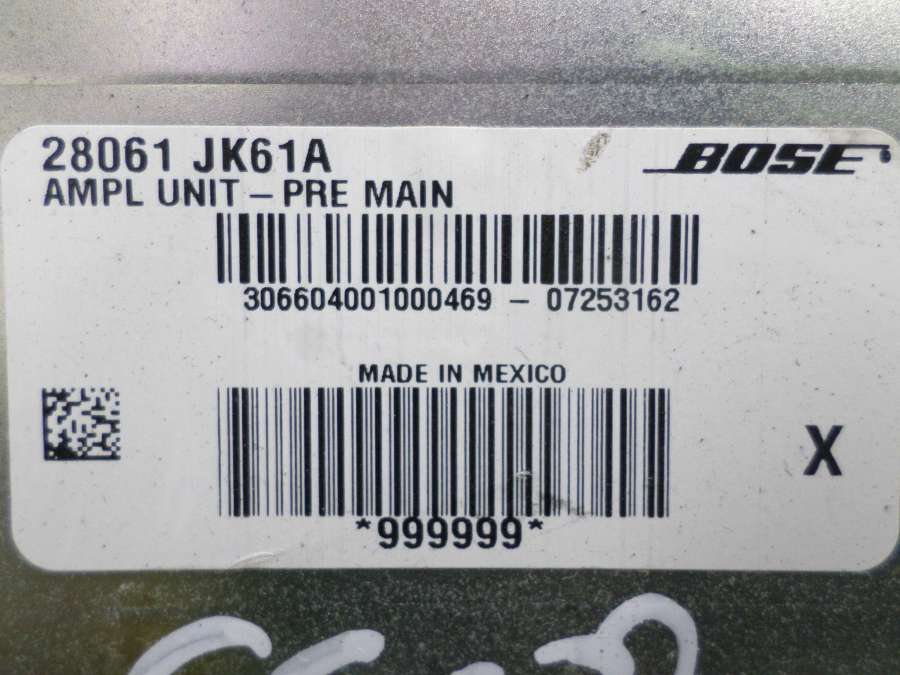 28061 JK61A
BOSE
AMPL UNIT – PRE MAIN
306604001000469 – 07253162
MADE IN MEXICO
X
*999999*